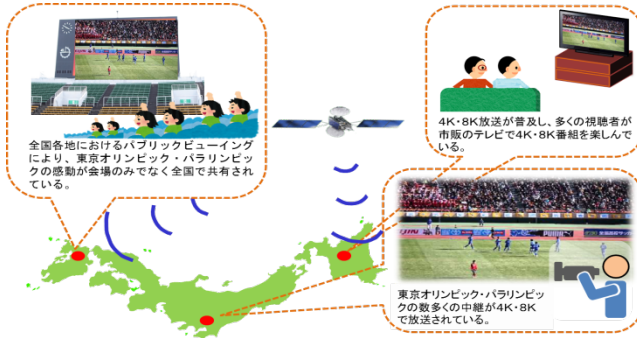 全国各地におけるパブリックビューイング
により、東京オリンピック・パラリンピッ
クの感動が会場のみでなく全国で共有され
ている。
4K・8K放送が普及し、多くの視聴者が
市販のテレビで4K・8K番組を楽しんで
いる。
PUMA
東京オリンピック・パラリンピッ
クの数多くの中継が4K・8K
で放送されている。